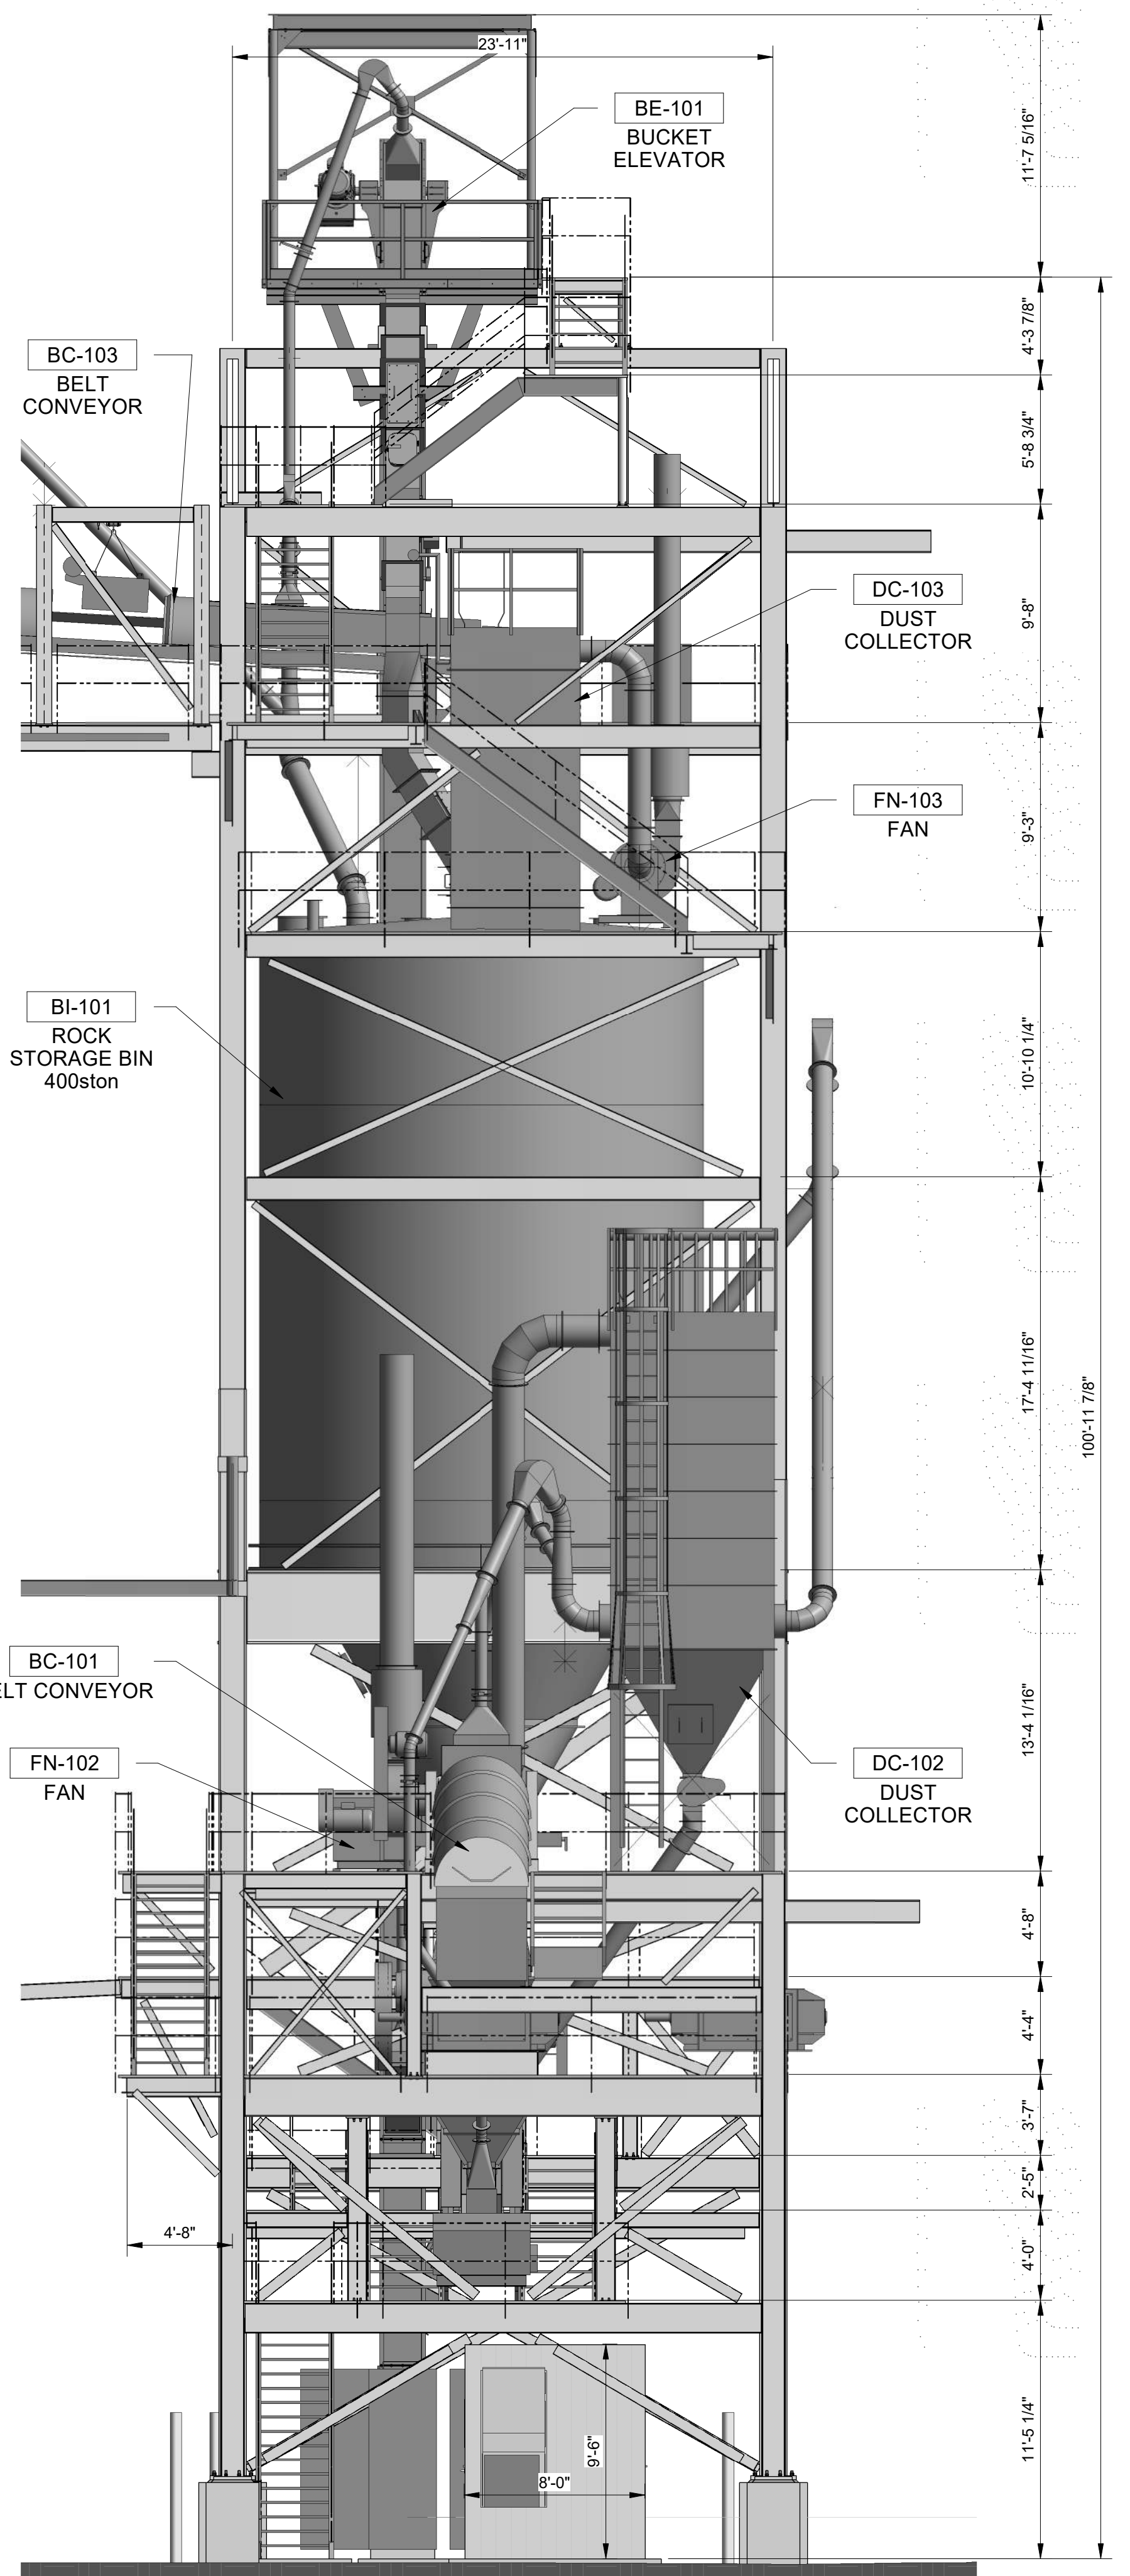 23'-11"
BE-101
BUCKET
ELEVATOR
11'-7 5/16"
4'-3 7/8"
BC-103
BELT
CONVEYOR
5'-8 3/4"
DC-103
DUST
COLLECTOR
9'-8"
FN-103
FAN
9'-3"
BI-101
ROCK
STORAGE BIN
400ston
10'-10 1/4"
17'-4 11/16"
100'-11 7/8"
BC-101
ELT CONVEYOR
13'-4 1/16"
FN-102
FAN
DC-102
DUST
COLLECTOR
4'-8"
4'-4"
3'-7"
2'-5"
4'-8"
4'-0"
11'-5 1/4"
9'-6"
8'-0"